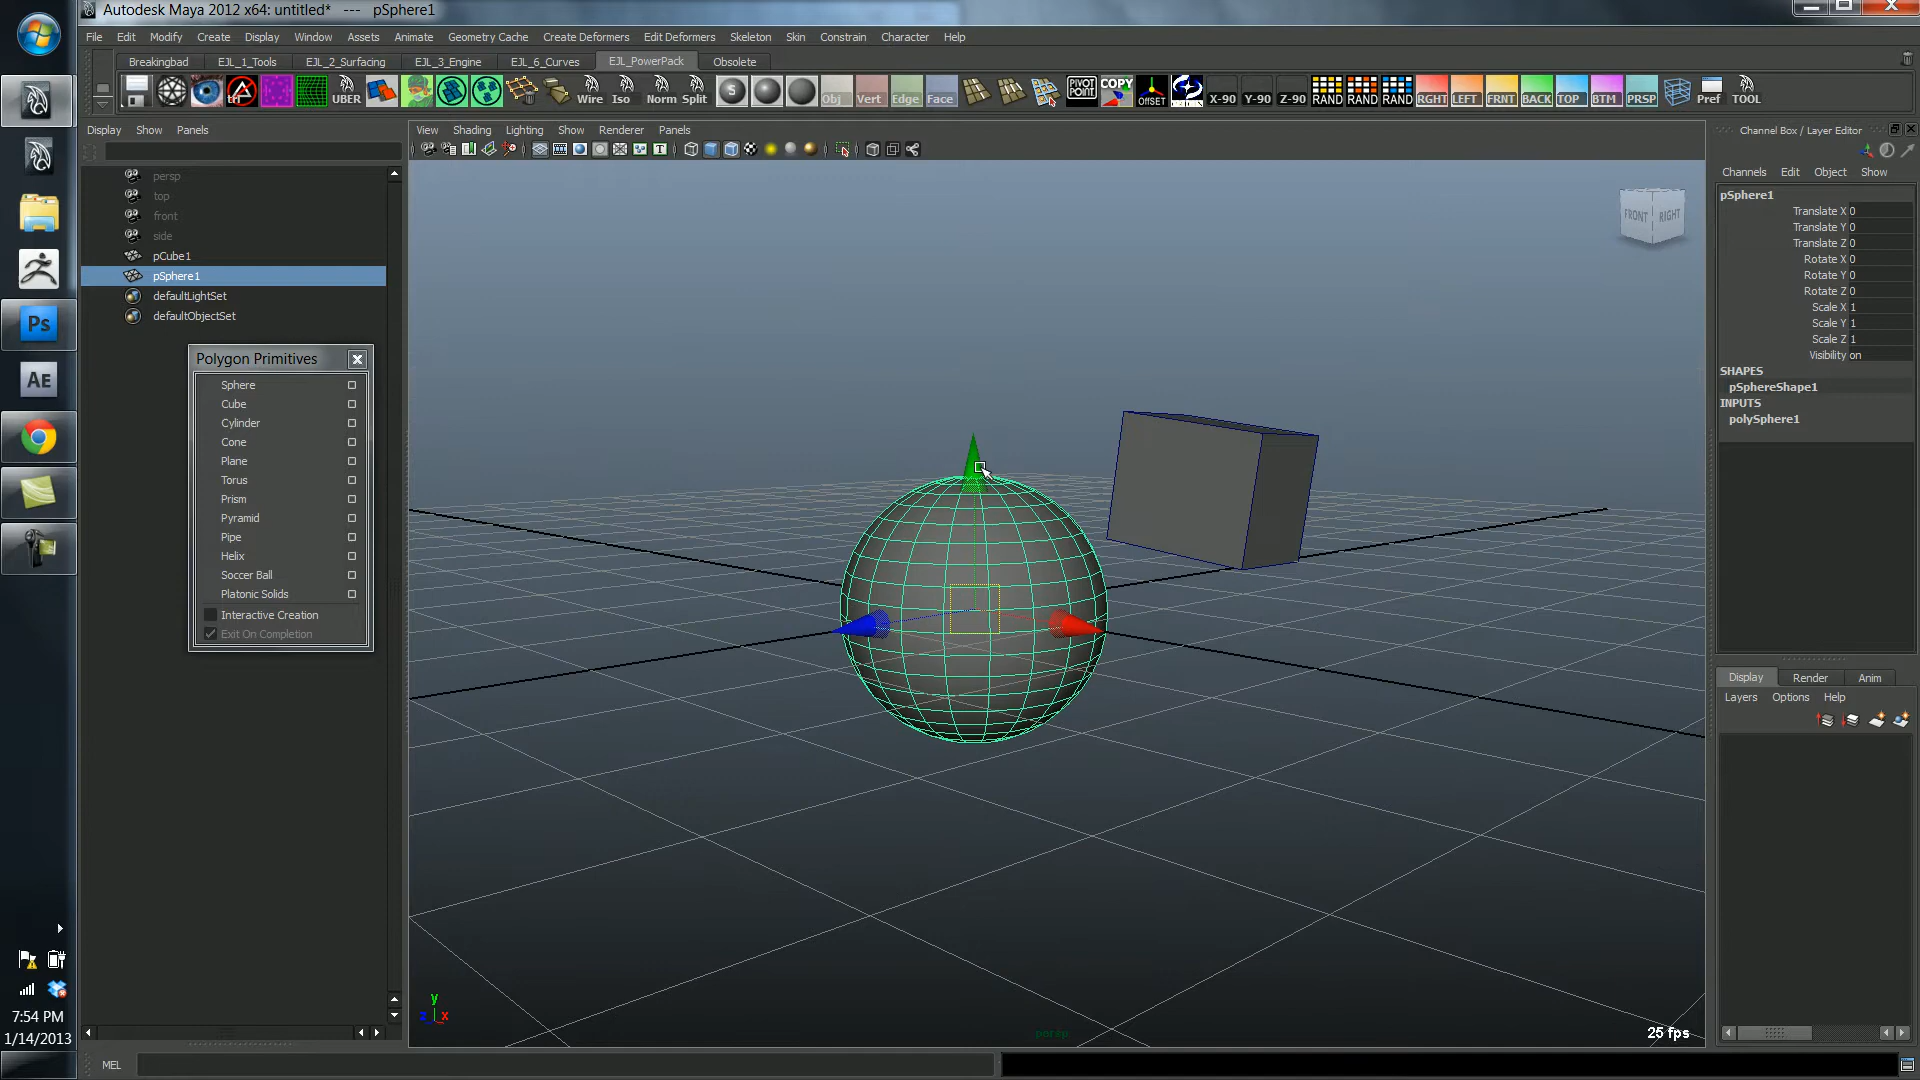 Autodesk Maya 2012 x64: untitled* --- pSphere1
File Edit Modify Create Display Window Assets Animate Geometry Cache Create Deformers Edit Deformers Skeleton Skin Constrain Character Help
Breakingbad EJL_1_Tools EJL_2_Surfacing EJL_3_Engine EJL_6_Curves EJL_PowerPack Obsolete
tri UBER Wire Iso Norm Split S Obj Vert Edge Face PIVOT POINT COPY OFFSET X-90 Y-90 Z-90 RAND RAND RAND RGHT LEFT FRNT BACK TOP BTM PRSP Pref TOOL
Display Show Panels
View Shading Lighting Show Renderer Panels
persp
top
front
side
pCube1
pSphere1
defaultLightSet
defaultObjectSet
Polygon Primitives
Sphere
Cube
Cylinder
Cone
Plane
Torus
Prism
Pyramid
Pipe
Helix
Soccer Ball
Platonic Solids
Interactive Creation
Exit On Completion
FRONT RIGHT
y
z x
persp
25 fps
Channel Box / Layer Editor
Channels Edit Object Show
pSphere1
Translate X 0
Translate Y 0
Translate Z 0
Rotate X 0
Rotate Y 0
Rotate Z 0
Scale X 1
Scale Y 1
Scale Z 1
Visibility on
SHAPES
pSphereShape1
INPUTS
polySphere1
Display Render Anim
Layers Options Help
Ps
AE
7:54 PM
1/14/2013
MEL